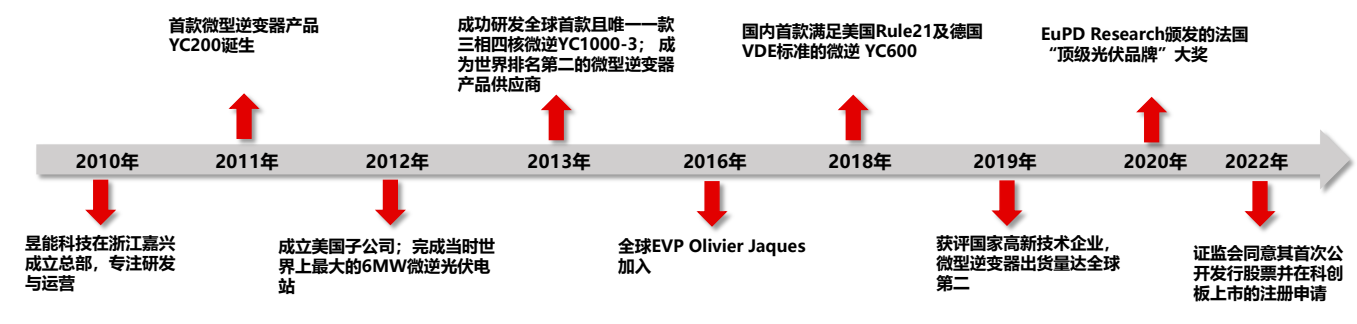 首款微型逆变器产品
YC200诞生
成功研发全球首款且唯一一款
三相四核微逆YC1000-3； 成
为世界排名第二的微型逆变器
产品供应商
国内首款满足美国Rule21及德国
VDE标准的微逆 YC600
EuPD Research颁发的法国
“顶级光伏品牌”大奖
2010年
2011年
2012年
2013年
2016年
2018年
2019年
2020年
2022年
昱能科技在浙江嘉兴
成立总部，专注研发
与运营
成立美国子公司；完成当时世
界上最大的6MW微逆光伏电
站
全球EVP Olivier Jaques
加入
获评国家高新技术企业，
微型逆变器出货量达全球
第二
证监会同意其首次公
开发行股票并在科创
板上市的注册申请